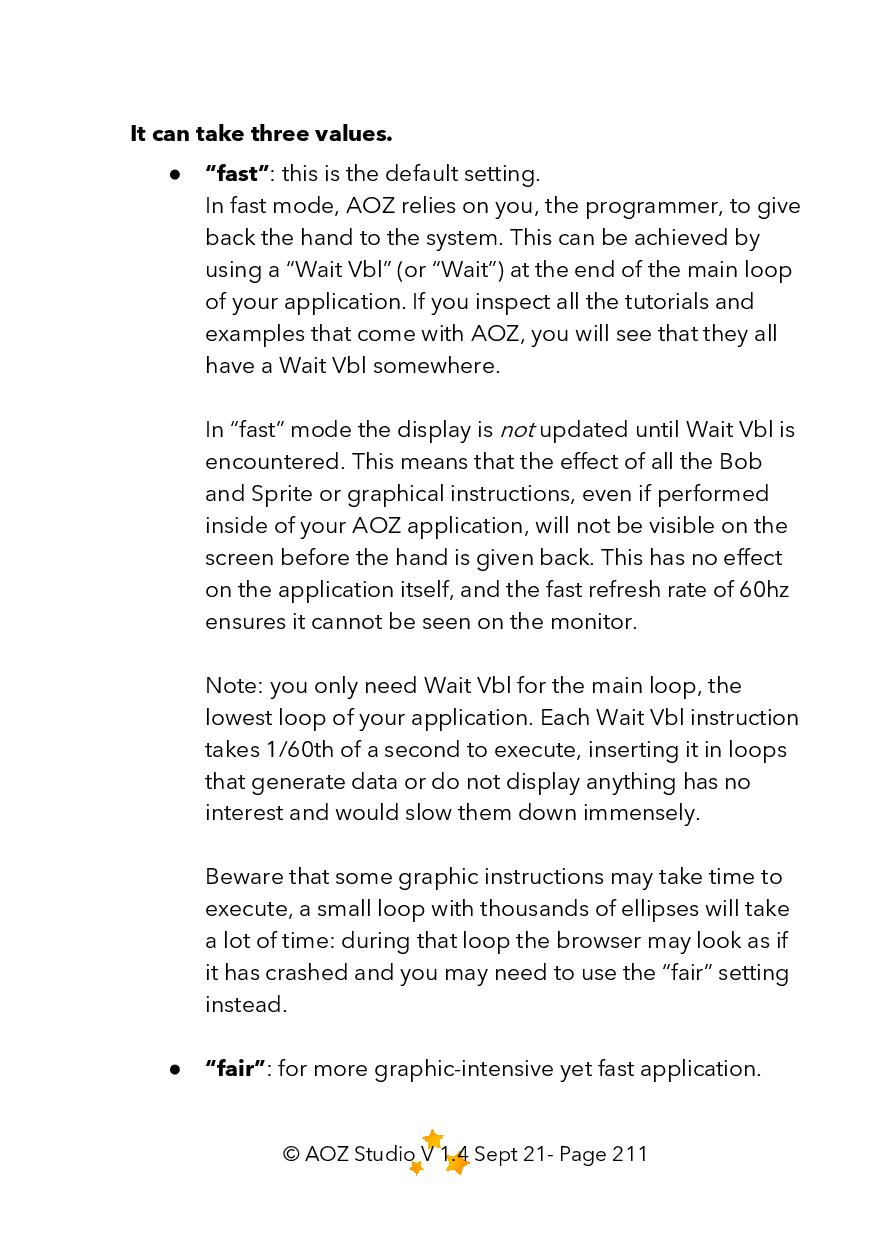 It can take three values.
● “fast”: this is the default setting.
In fast mode, AOZ relies on you, the programmer, to give
back the hand to the system. This can be achieved by
using a “Wait Vbl” (or “Wait”) at the end of the main loop
of your application. If you inspect all the tutorials and
examples that come with AOZ, you will see that they all
have a Wait Vbl somewhere.
In “fast” mode the display is not updated until Wait Vbl is
encountered. This means that the effect of all the Bob
and Sprite or graphical instructions, even if performed
inside of your AOZ application, will not be visible on the
screen before the hand is given back. This has no effect
on the application itself, and the fast refresh rate of 60hz
ensures it cannot be seen on the monitor.
Note: you only need Wait Vbl for the main loop, the
lowest loop of your application. Each Wait Vbl instruction
takes 1/60th of a second to execute, inserting it in loops
that generate data or do not display anything has no
interest and would slow them down immensely.
Beware that some graphic instructions may take time to
execute, a small loop with thousands of ellipses will take
a lot of time: during that loop the browser may look as if
it has crashed and you may need to use the “fair” setting
instead.
● “fair”: for more graphic-intensive yet fast application.
© AOZ Studio V 1.4 Sept 21- Page 211